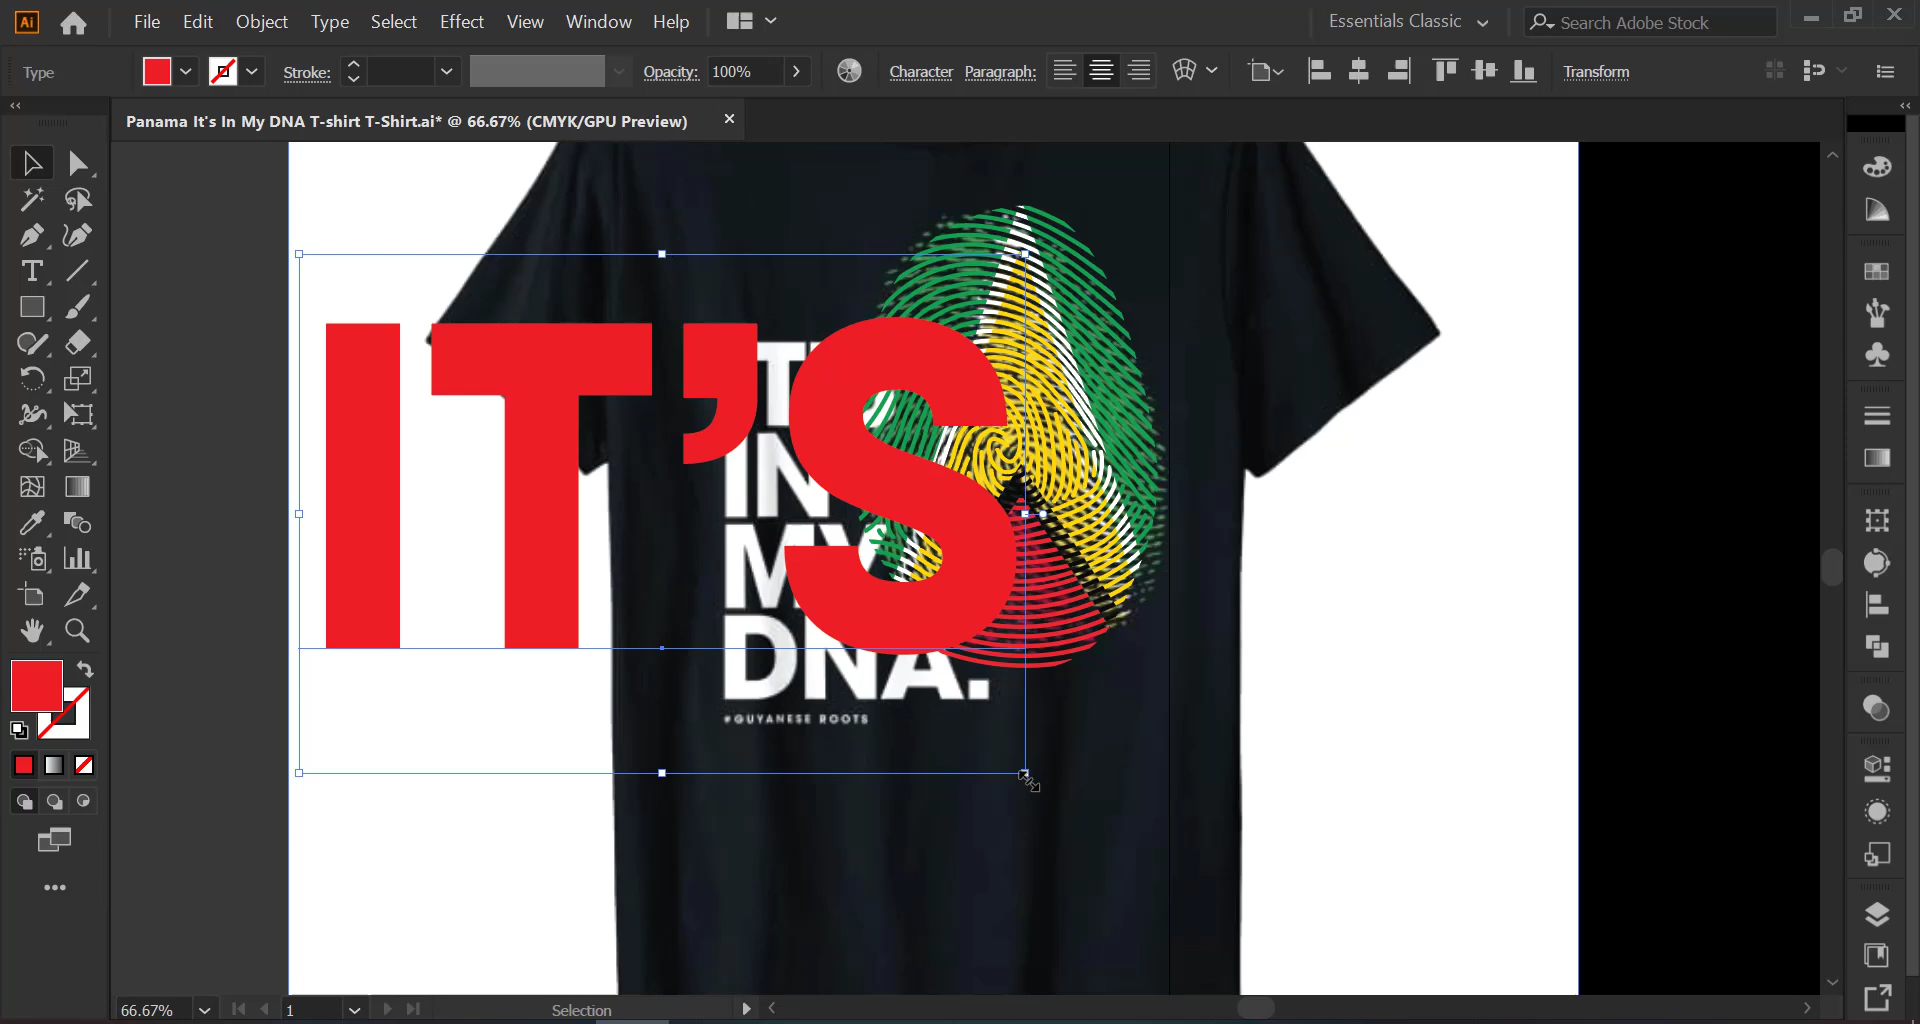 Ai File Edit Object Type Select Effect View Window Help Essentials Classic Search Adobe Stock
Type Stroke: Opacity: 100% Character Paragraph: Transform
Panama It's In My DNA T-shirt T-Shirt.ai* @ 66.67% (CMYK/GPU Preview)
IT'S
IN
MY
DNA.
#GUYANESE ROOTS
66.67% 1 Selection